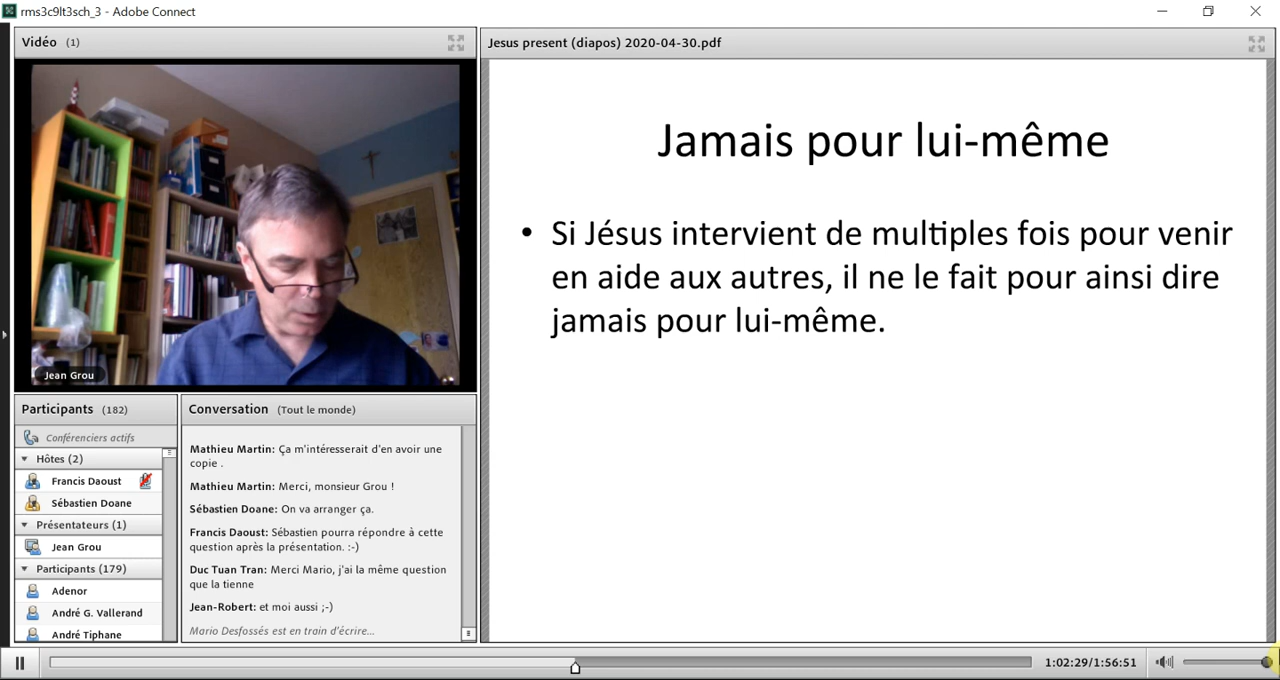 rms3c9lt3sch_3 - Adobe Connect
Vidéo (1)
Jean Grou
Participants (182)
Conférenciers actifs
Hôtes (2)
Francis Daoust
Sébastien Doane
Présentateurs (1)
Jean Grou
Participants (179)
Adenor
André G. Vallerand
André Tiphane
Conversation (Tout le monde)
Mathieu Martin: Ça m'intéresserait d'en avoir une
copie .
Mathieu Martin: Merci, monsieur Grou !
Sébastien Doane: On va arranger ça.
Francis Daoust: Sébastien pourra répondre à cette
question après la présentation. :-)
Duc Tuan Tran: Merci Mario, j'ai la même question
que la tienne
Jean-Robert: et moi aussi ;-)
Mario Desfossés est en train d'écrire...
Jesus present (diapos) 2020-04-30.pdf
Jamais pour lui-même
• Si Jésus intervient de multiples fois pour venir
en aide aux autres, il ne le fait pour ainsi dire
jamais pour lui-même.
1:02:29/1:56:51